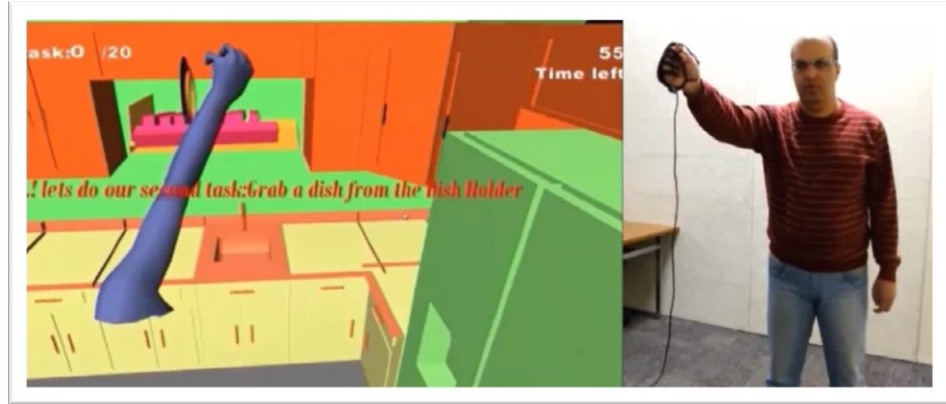 ask:0 /20
55
Time left
.! lets do our second task:Grab a dish from the Dish Holder